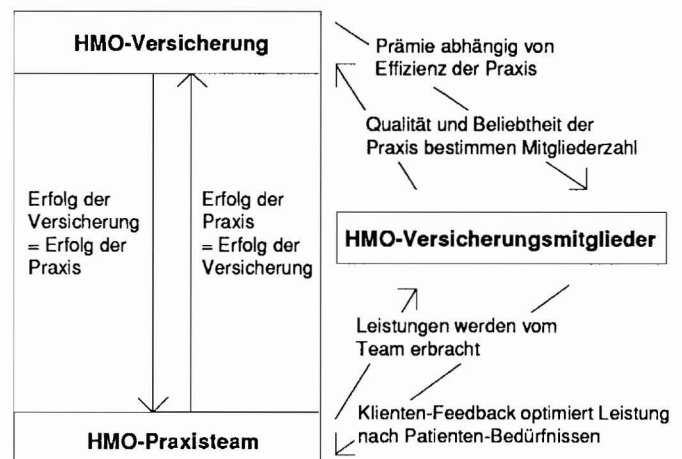 HMO-Versicherung
Prämie abhängig von
Effizienz der Praxis
Qualität und Beliebtheit der
Praxis bestimmen Mitgliederzahl
Erfolg der
Versicherung
= Erfolg der
Praxis
Erfolg der
Praxis
= Erfolg der
Versicherung
HMO-Versicherungsmitglieder
Leistungen werden vom
Team erbracht
Klienten-Feedback optimiert Leistung
nach Patienten-Bedürfnissen
HMO-Praxisteam